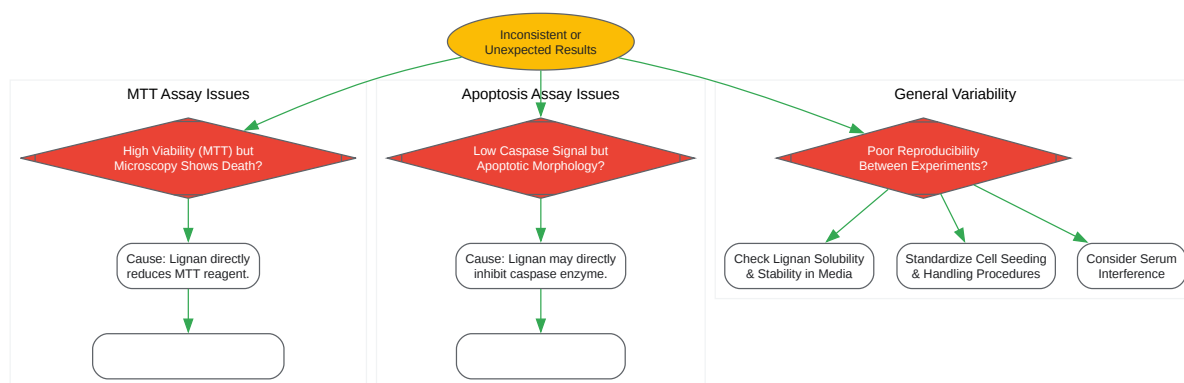 Inconsistent or
Unexpected Results
MTT Assay Issues
Apoptosis Assay Issues
General Variability
High Viability (MTT) but
Microscopy Shows Death?
Low Caspase Signal but
Apoptotic Morphology?
Poor Reproducibility
Between Experiments?
Cause: Lignan directly
reduces MTT reagent.
Cause: Lignan may directly
inhibit caspase enzyme.
Check Lignan Solubility
& Stability in Media
Standardize Cell Seeding
& Handling Procedures
Consider Serum
Interference